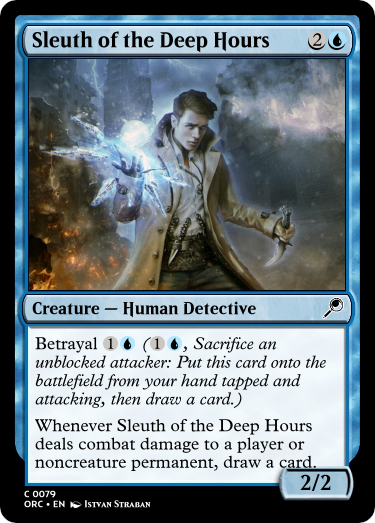 Sleuth of the Deep Hours 2
Creature — Human Detective
Betrayal 1 (1, Sacrifice an
unblocked attacker: Put this card onto the
battlefield from your hand tapped and
attacking, then draw a card.)
Whenever Sleuth of the Deep Hours
deals combat damage to a player or
noncreature permanent, draw a card.
2/2
C 0079
ORC • EN Istvan Straban